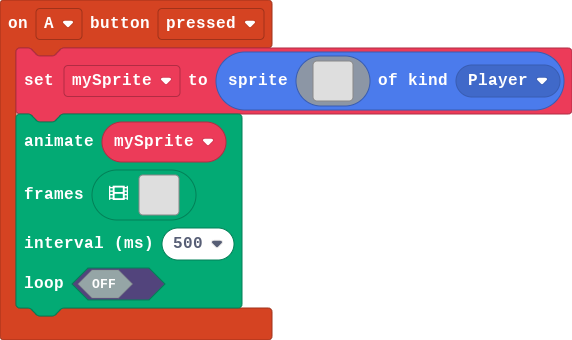 on A button pressed
set mySprite to sprite of kind Player
animate mySprite
frames
interval (ms) 500
loop OFF